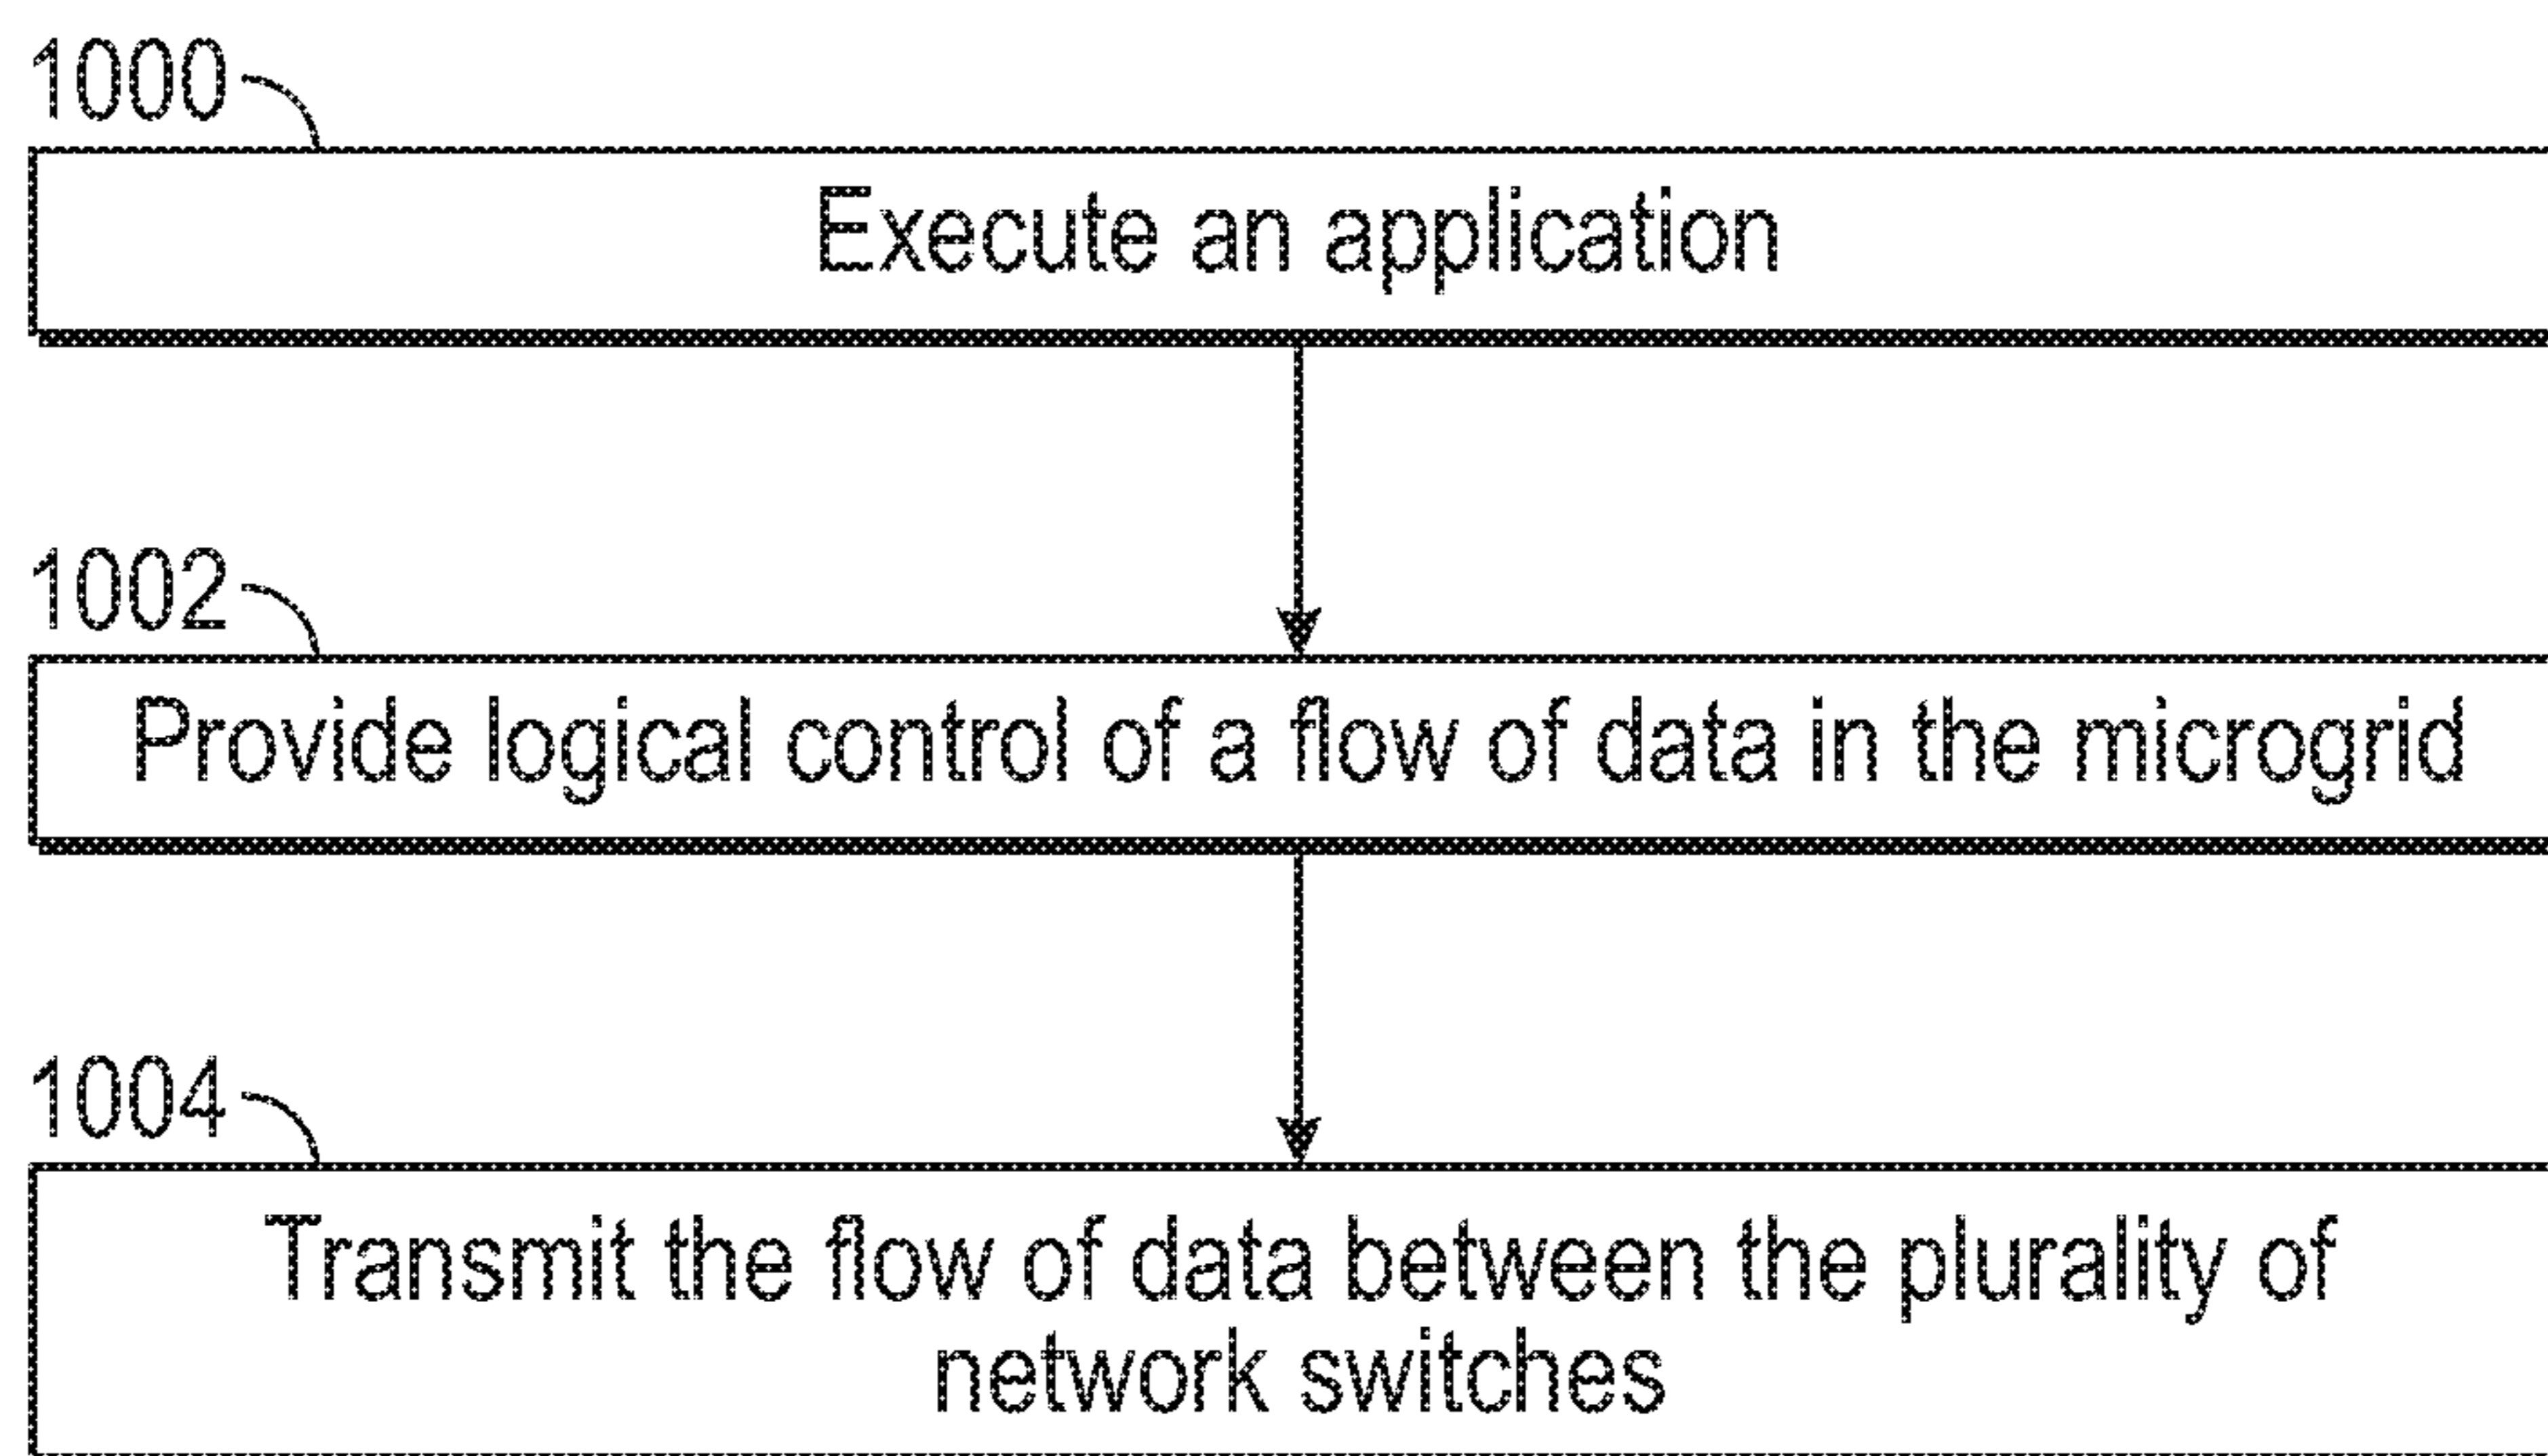 1000
Execute an application
1002
Provide logical control of a flow of data in the microgrid
1004
Transmit the flow of data between the plurality of
network switches